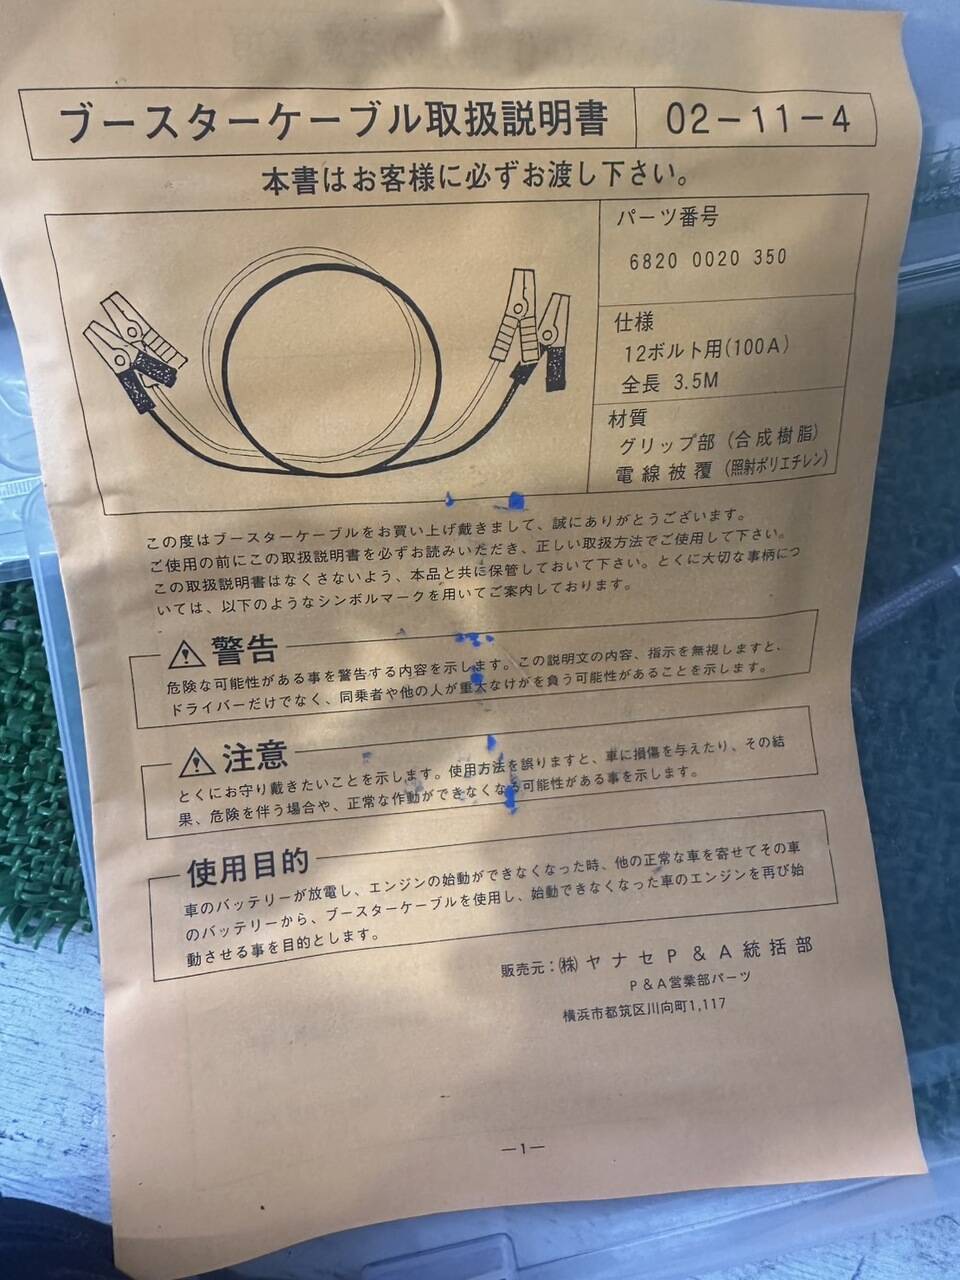 ブースターケーブル取扱説明書
02-11-4
本書はお客様に必ずお渡し下さい。
パーツ番号
6820 0020 350
仕様
12ボルト用(100A)
全長 3.5M
材質
グリップ部 (合成樹脂)
電線被覆 (照射ポリエチレン)
この度はブースターケーブルをお買い上げ戴きまして、誠にありがとうございます。
ご使用の前にこの取扱説明書を必ずお読みいただき、正しい取扱方法でご使用して下さい。
この取扱説明書はなくさないよう、本品と共に保管しておいて下さい。とくに大切な事柄につ
いては、以下のようなシンボルマークを用いてご案内しております。
警告
危険な可能性がある事を警告する内容を示します。この説明文の内容、指示を無視しますと、
ドライバーだけでなく、同乗者や他の人が重大なけがを負う可能性があることを示します。
注意
とくにお守り戴きたいことを示します。使用方法を誤りますと、車に損傷を与えたり、その結
果、危険を伴う場合や、正常な作動ができなくなる可能性がある事を示します。
使用目的
車のバッテリーが放電し、エンジンの始動ができなくなった時、他の正常な車を寄せてその車
のバッテリーから、ブースターケーブルを使用し、始動できなくなった車のエンジンを再び始
動させる事を目的とします。
販売元：㈱ヤナセP＆A統括部
P＆A営業部パーツ
横浜市都筑区川向町1,117
—1—